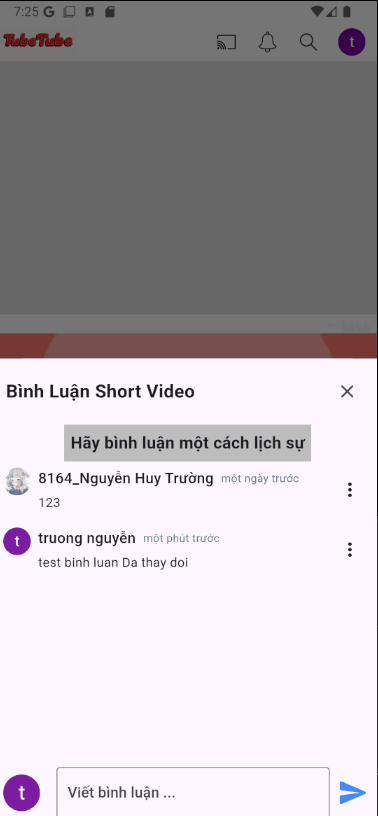 7:25 G
TubeTube
t
Bình Luận Short Video
Hãy bình luận một cách lịch sự
8164_Nguyễn Huy Trường một ngày trước
123
t
truong nguyễn một phút trước
test binh luan Da thay doi
t
Viết bình luận ...